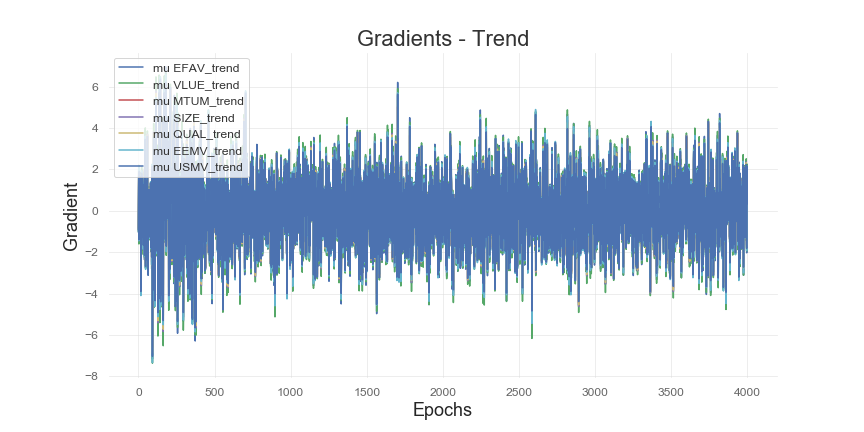 Gradients - Trend
mu EFAV_trend
mu VLUE_trend
mu MTUM_trend
mu SIZE_trend
mu QUAL_trend
mu EEMV_trend
mu USMV_trend
Gradient
6
4
2
0
−2
−4
−6
−8
0 500 1000 1500 2000 2500 3000 3500 4000
Epochs